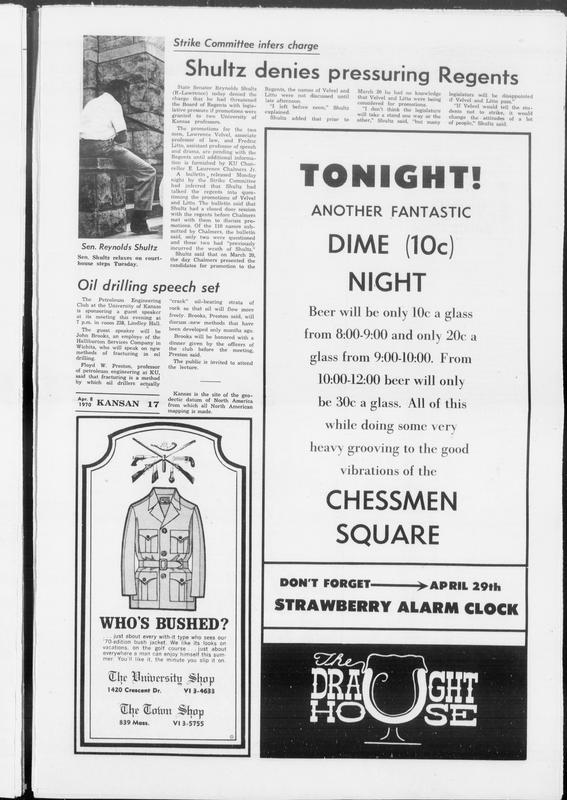 Strike Committee infers charge
Shultz denies pressuring Regents
State Senator Reynolds Shultz
(R-Lawrence) today denied the
charge that he had threatened
the Board of Regents with legis-
lative pressure if promotions were
granted to two University of
Kansas professors.
The promotions for the two
men, Lawrence Velvel, associate
professor of law, and Fredric
Litto, assistant professor of speech
and drama, are pending with the
Regents until additional informa-
tion is furnished by KU Chan-
cellor E. Laurence Chalmers Jr.
A bulletin released Monday
night by the Strike Committee
had inferred that Shultz had
talked the regents into ques-
tioning the promotions of Velvel
and Litto. The bulletin said that
Shultz had a closed door session
with the regents before Chalmers
met with them to discuss pro-
motions. Of the 110 names sub-
mitted by Chalmers, the bulletin
said, only two were questioned
and those two had "previously
incurred the wrath of Shultz."
Shultz said that on March 20,
the day Chalmers presented the
candidates for promotion to the
Regents, the names of Velvel and
Litto were not discussed until
late afternoon.
"I left before noon," Shultz
explained.
Shultz added that prior to
March 20 he had no knowledge
that Velvel and Litto were being
considered for promotions.
"I don't think the legislature
will take a stand one way or the
other," Shultz said, "but many
legislators will be disappointed
if Velvel and Litto pass."
"If Velvel would tell the stu-
dents not to strike, it would
change the attitudes of a lot
of people," Shultz said.
Sen. Reynolds Shultz
Sen. Shultz relaxes on court-
house steps Tuesday.
Oil drilling speech set
The Petroleum Engineering
Club at the University of Kansas
is sponsoring a guest speaker
at its meeting this evening at
7 p.m. in room 238, Lindley Hall.
The guest speaker will be
John Brooks, an employe of the
Halliburton Services Company in
Wichita, who will speak on new
methods of fracturing in oil
drilling.
Floyd W. Preston, professor
of petroleum engineering at KU,
said that fracturing is a method
by which oil drillers actually
"crack" oil-bearing strata of
rock so that oil will flow more
freely. Brooks, Preston said, will
discuss new methods that have
been developed only months ago.
Brooks will be honored with a
dinner given by the officers of
the club before the meeting,
Preston said.
The public is invited to attend
the lecture.
Kansas is the site of the geo-
dectic datum of North America
from which all North American
mapping is made.
Apr. 8
1970 KANSAN 17
WHO'S BUSHED?
just about every with-it type who sees our
'70-edition bush jacket. We like its looks on
vacations, on the golf course . . . just about
everywhere a man can enjoy himself this sum-
mer. You'll like it, the minute you slip it on.
The University Shop
1420 Crescent Dr. VI 3-4633
The Town Shop
839 Mass. VI 3-5755
TONIGHT!
ANOTHER FANTASTIC
DIME (10c)
NIGHT
Beer will be only 10c a glass
from 8:00-9:00 and only 20c a
glass from 9:00-10:00. From
10:00-12:00 beer will only
be 30c a glass. All of this
while doing some very
heavy grooving to the good
vibrations of the
CHESSMEN
SQUARE
DON'T FORGET APRIL 29th
STRAWBERRY ALARM CLOCK
The
DRAUGHT
HOUSE